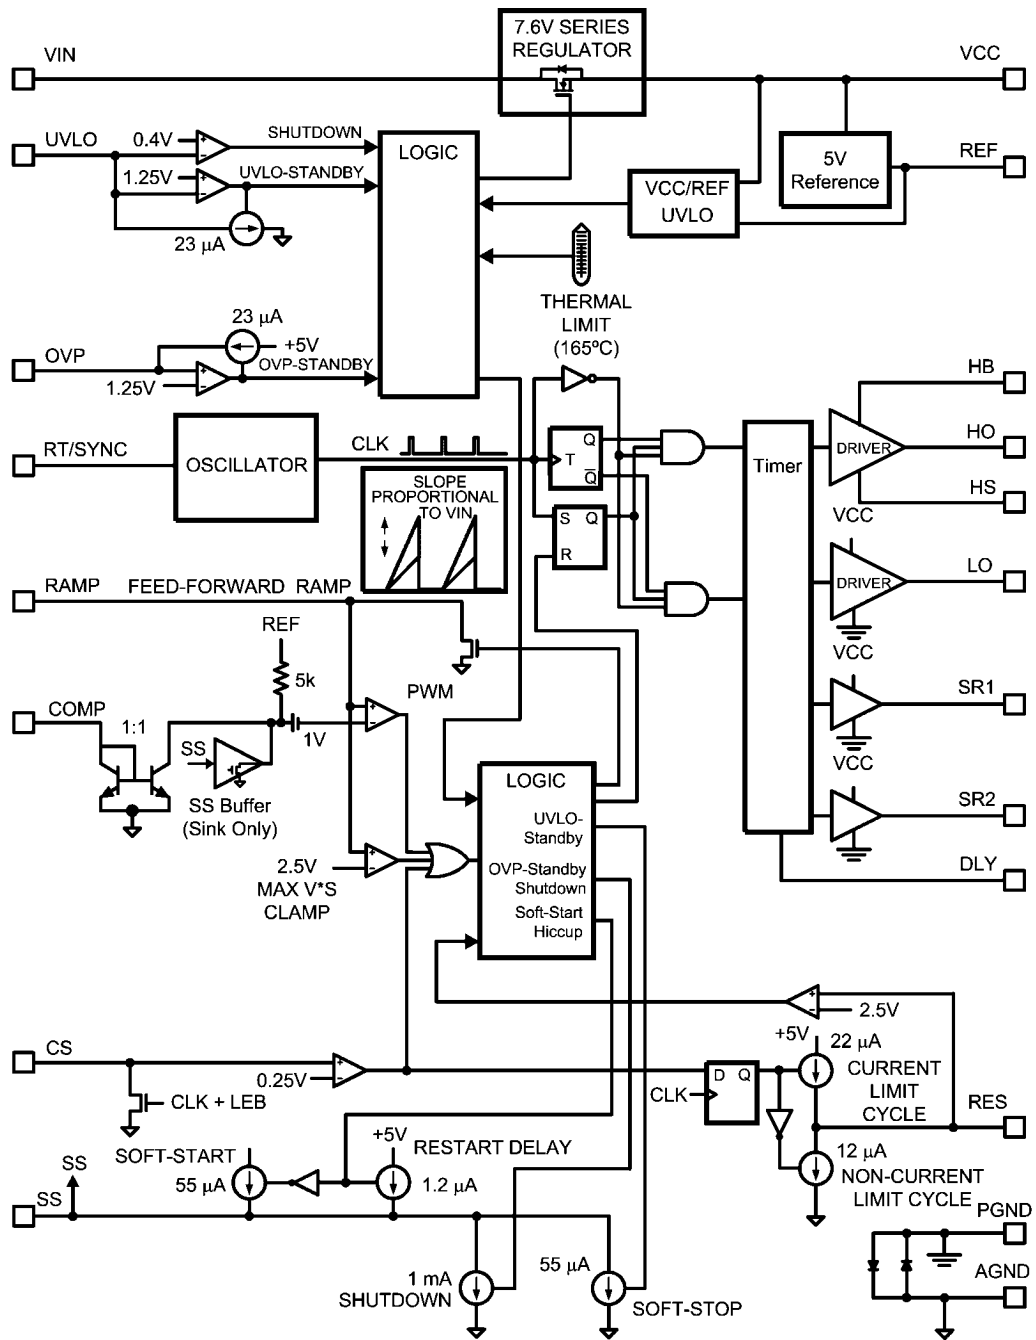 7.6V SERIES
REGULATOR
VIN
VCC
UVLO
0.4V
SHUTDOWN
LOGIC
1.25V
UVLO-STANDBY
23 µA
5V
Reference
REF
VCC/REF
UVLO
THERMAL
LIMIT
(165ºC)
23 µA
+5V
OVP
OVP-STANDBY
1.25V
HB
RT/SYNC
OSCILLATOR
CLK
T
Q
Q̅
Timer
DRIVER
HO
HS
SLOPE
PROPORTIONAL
TO VIN
S Q
R
VCC
DRIVER
LO
RAMP
FEED-FORWARD RAMP
REF
5k
VCC
PWM
COMP
1:1
1V
SR1
SS
SS Buffer
(Sink Only)
VCC
LOGIC
UVLO-
Standby
OVP-Standby
Shutdown
Soft-Start
Hiccup
SR2
2.5V
MAX V*S
CLAMP
DLY
2.5V
CS
0.25V
+5V
22 µA
D Q
CLK
CURRENT
LIMIT
CYCLE
RES
CLK + LEB
+5V
RESTART DELAY
SOFT-START
12 µA
NON-CURRENT
LIMIT CYCLE
SS
55 µA
1.2 µA
SS
PGND
1 mA
SHUTDOWN
55 µA
SOFT-STOP
AGND